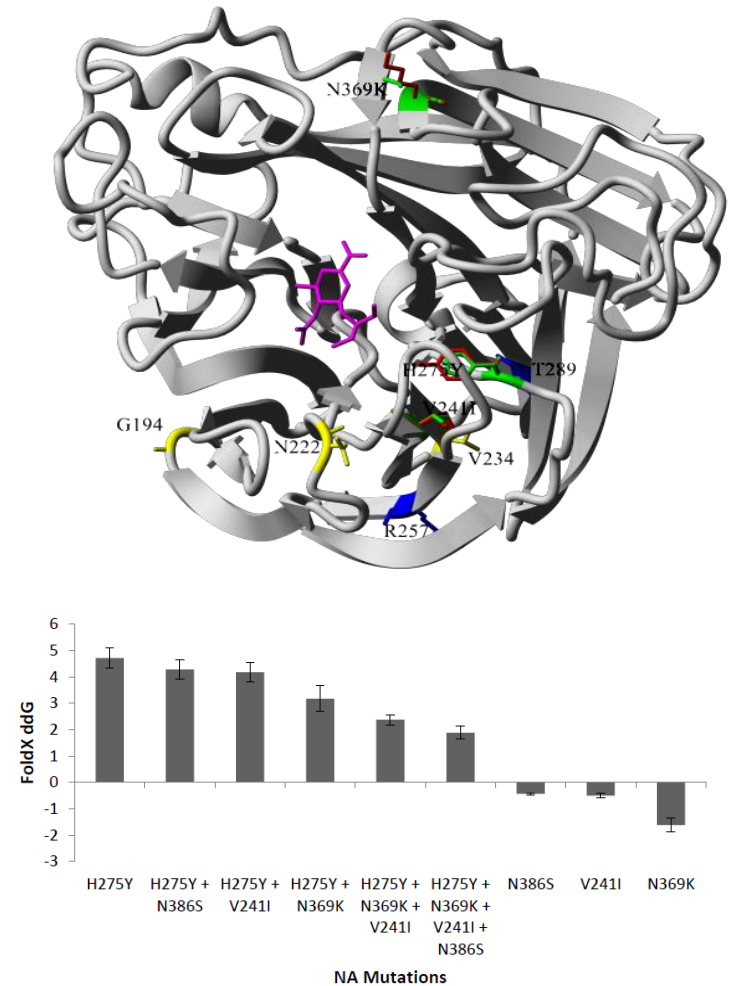 N369K
H275Y
T289
V241I
G194
N222
V234
R257
6
5
4
3
2
1
0
-1
-2
-3
FoldX ddG
H275Y
H275Y +
N386S
H275Y +
V241I
H275Y +
N369K
H275Y +
N369K +
V241I
H275Y +
N369K +
V241I +
N386S
N386S
V241I
N369K
NA Mutations